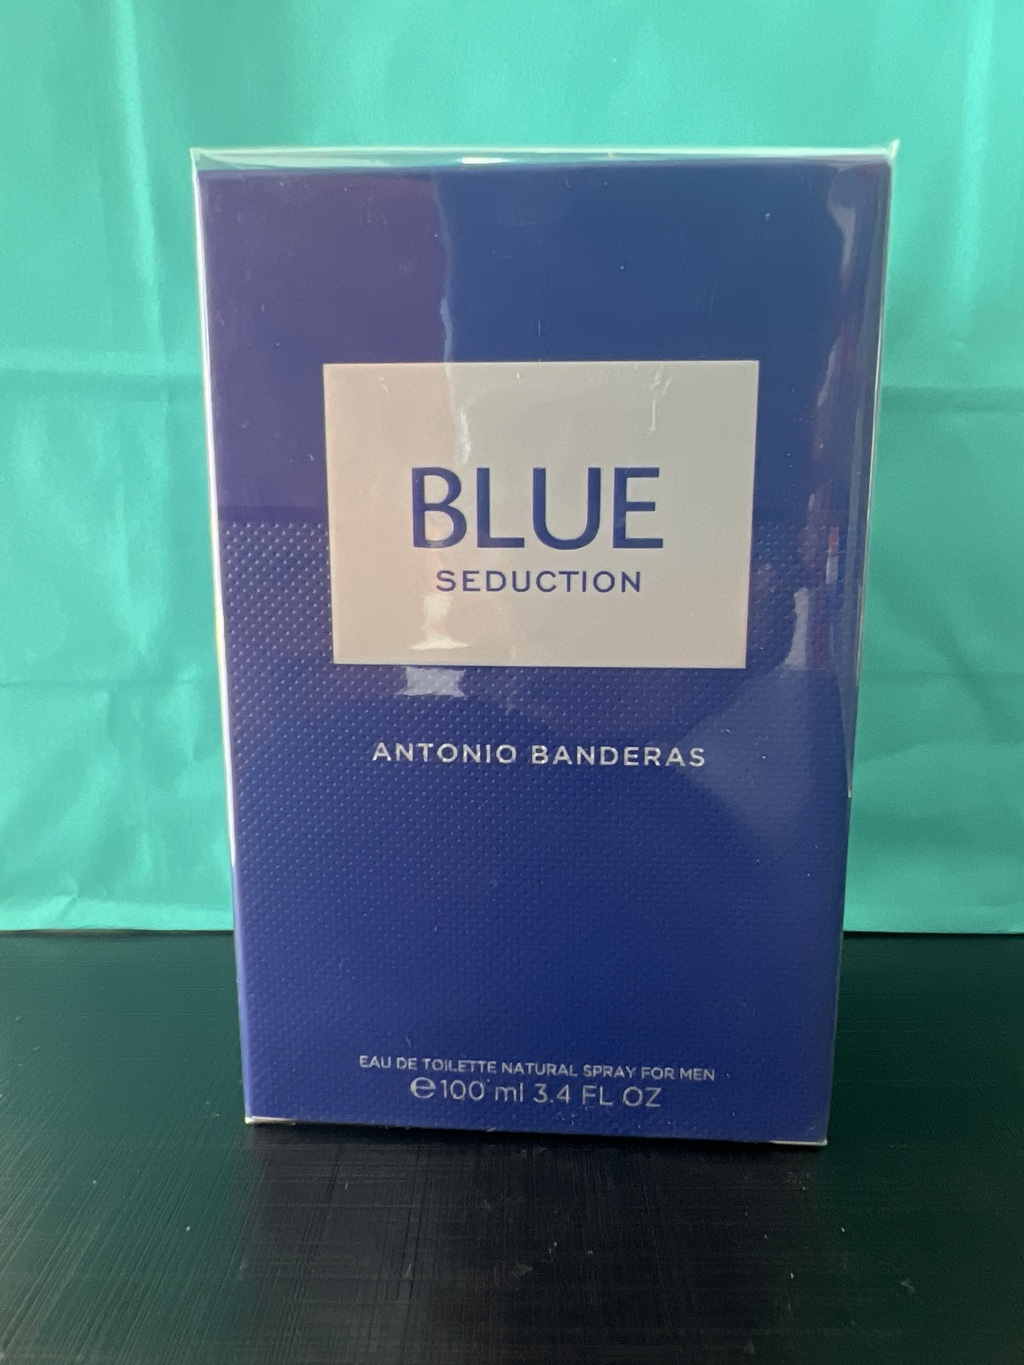 BLUE
SEDUCTION
ANTONIO BANDERAS
EAU DE TOILETTE NATURAL SPRAY FOR MEN
℮100 ml 3.4 FL OZ